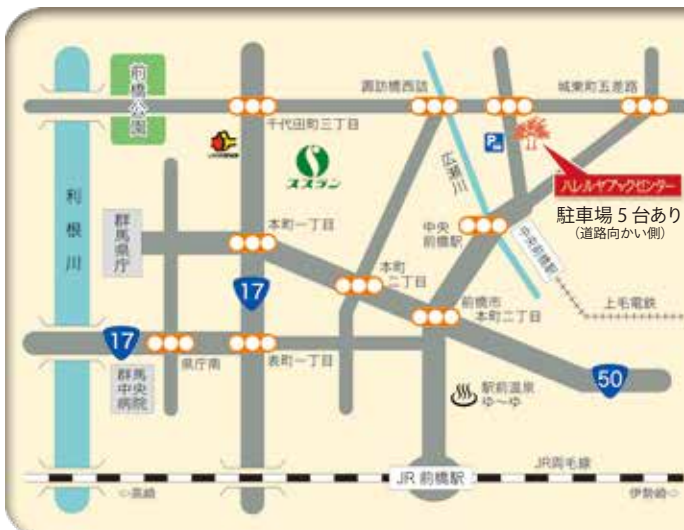 前橋公園
諏訪橋西詰
城東町五差路
千代田町三丁目
P
広瀬川
スズラン
ハレルヤブックセンター
駐車場5台あり
(道路向かい側)
利根川
群馬県庁
本町一丁目
中央
前橋駅
中央前橋駅
本町
二丁目
17
前橋市
本町二丁目
上毛電鉄
17
県庁南
表町一丁目
群馬
中央
病院
駅前温泉
ゆ~ゆ
50
JR 前橋駅
JR両毛線
⇦高崎
伊勢崎⇨